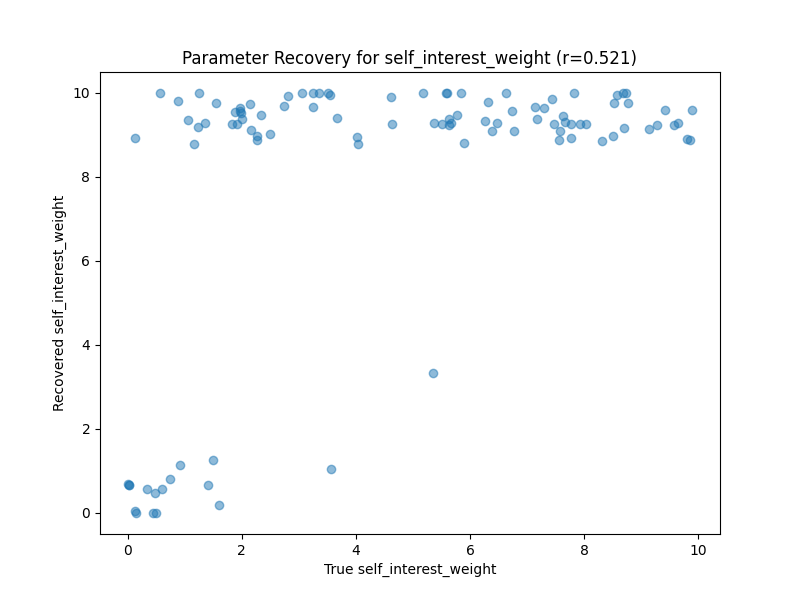 Parameter Recovery for self_interest_weight (r=0.521)
10
8
6
4
2
0
Recovered self_interest_weight
0 2 4 6 8 10
True self_interest_weight